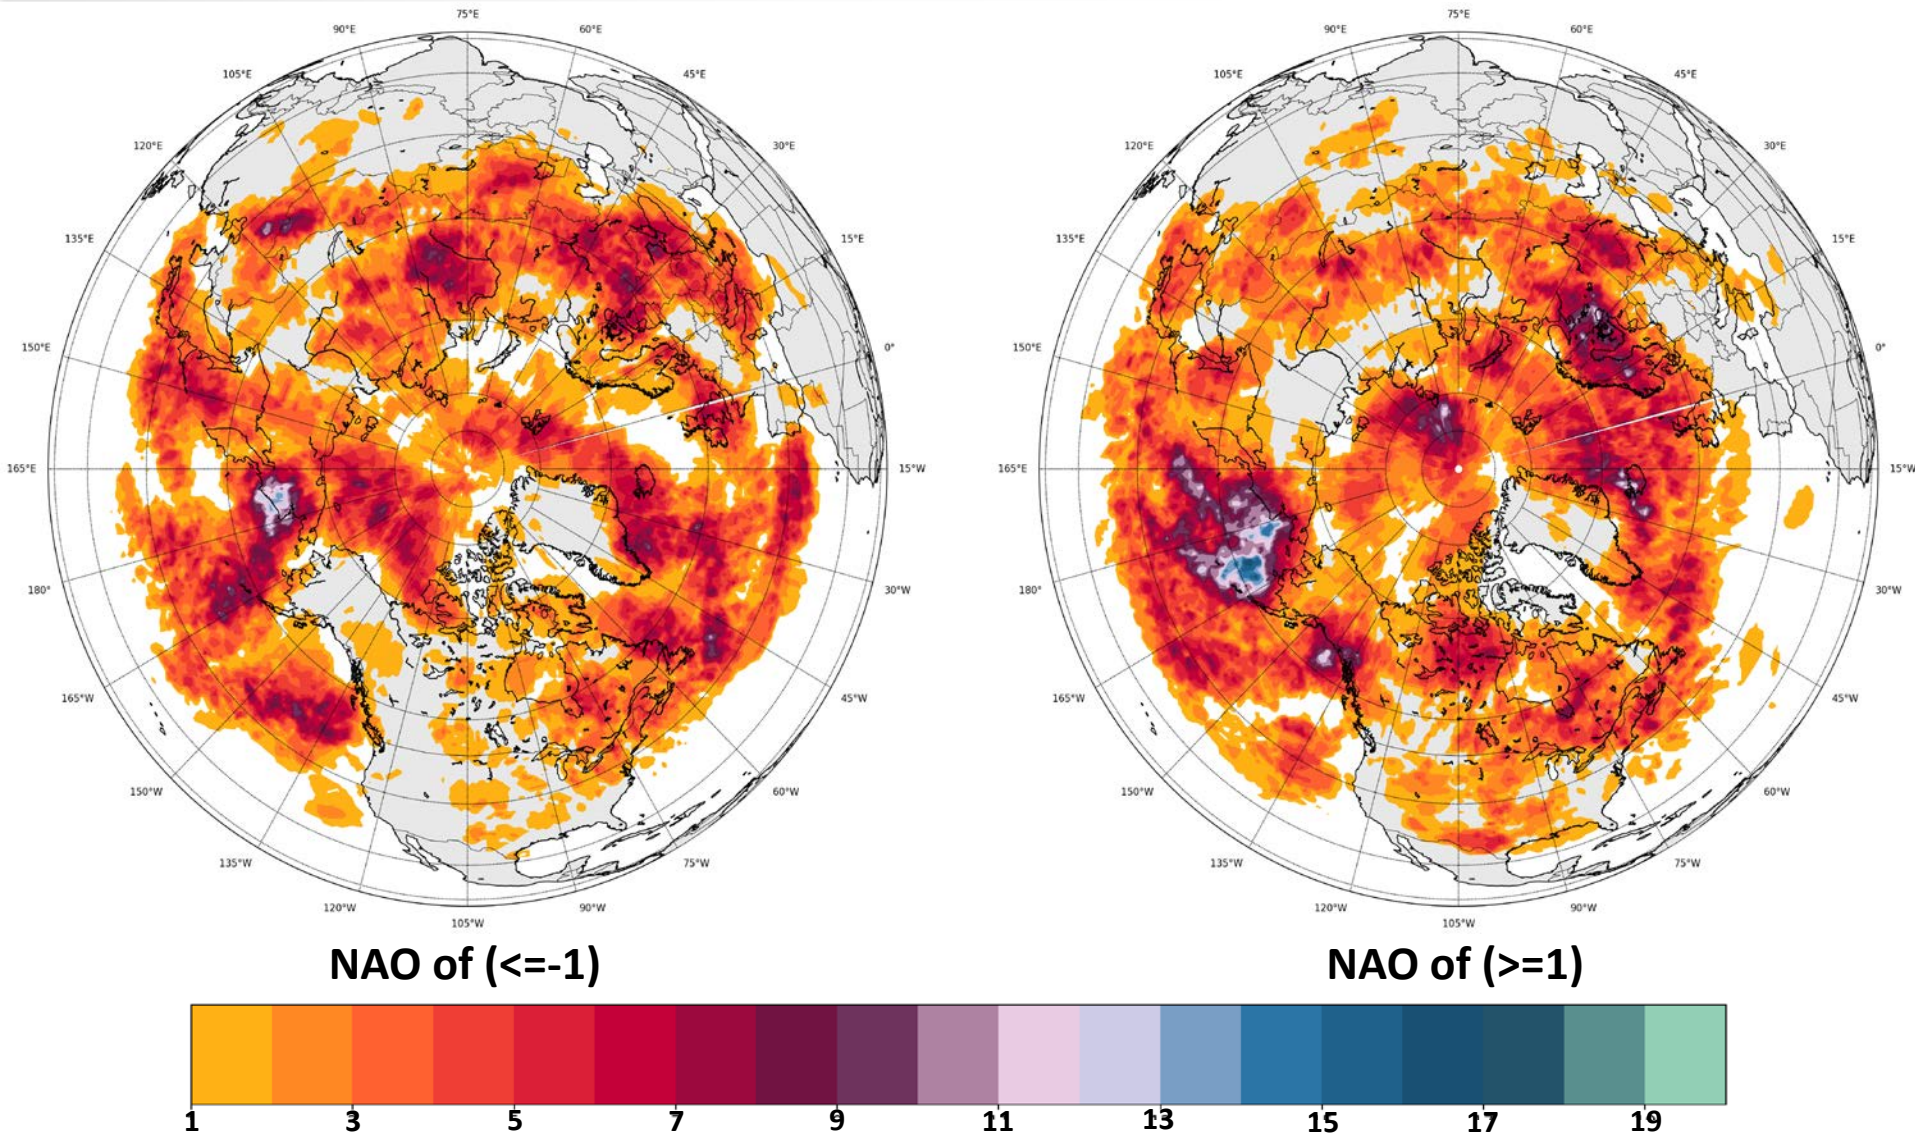 75°E 75°E
90°E 60°E 90°E 60°E
105°E 45°E 105°E 45°E
120°E 30°E 120°E 30°E
135°E 15°E 135°E 15°E
150°E 0° 150°E 0°
165°E 15°W 165°E 15°W
180° 30°W 180° 30°W
165°W 45°W 165°W 45°W
150°W 60°W 150°W 60°W
135°W 75°W 135°W 75°W
120°W 90°W 120°W 90°W
105°W 105°W
NAO of (<=-1) NAO of (>=1)
1 3 5 7 9 11 13 15 17 19